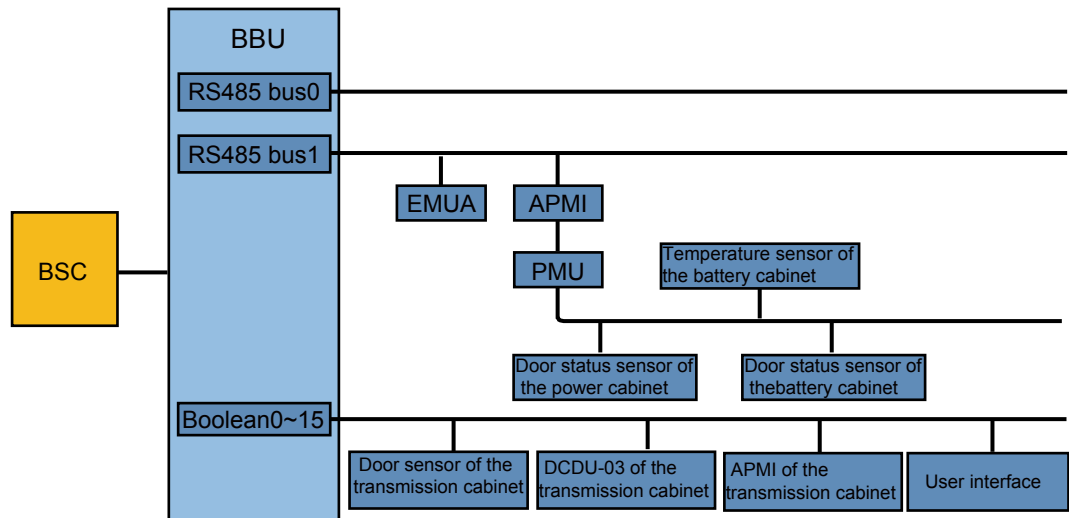 BBU
RS485 bus0
RS485 bus1
EMUA
APMI
BSC
PMU
Temperature sensor of
the battery cabinet
Door status sensor of
the power cabinet
Door status sensor of
thebattery cabinet
Boolean0~15
Door sensor of the
transmission cabinet
DCDU-03 of the
transmission cabinet
APMI of the
transmission cabinet
User interface